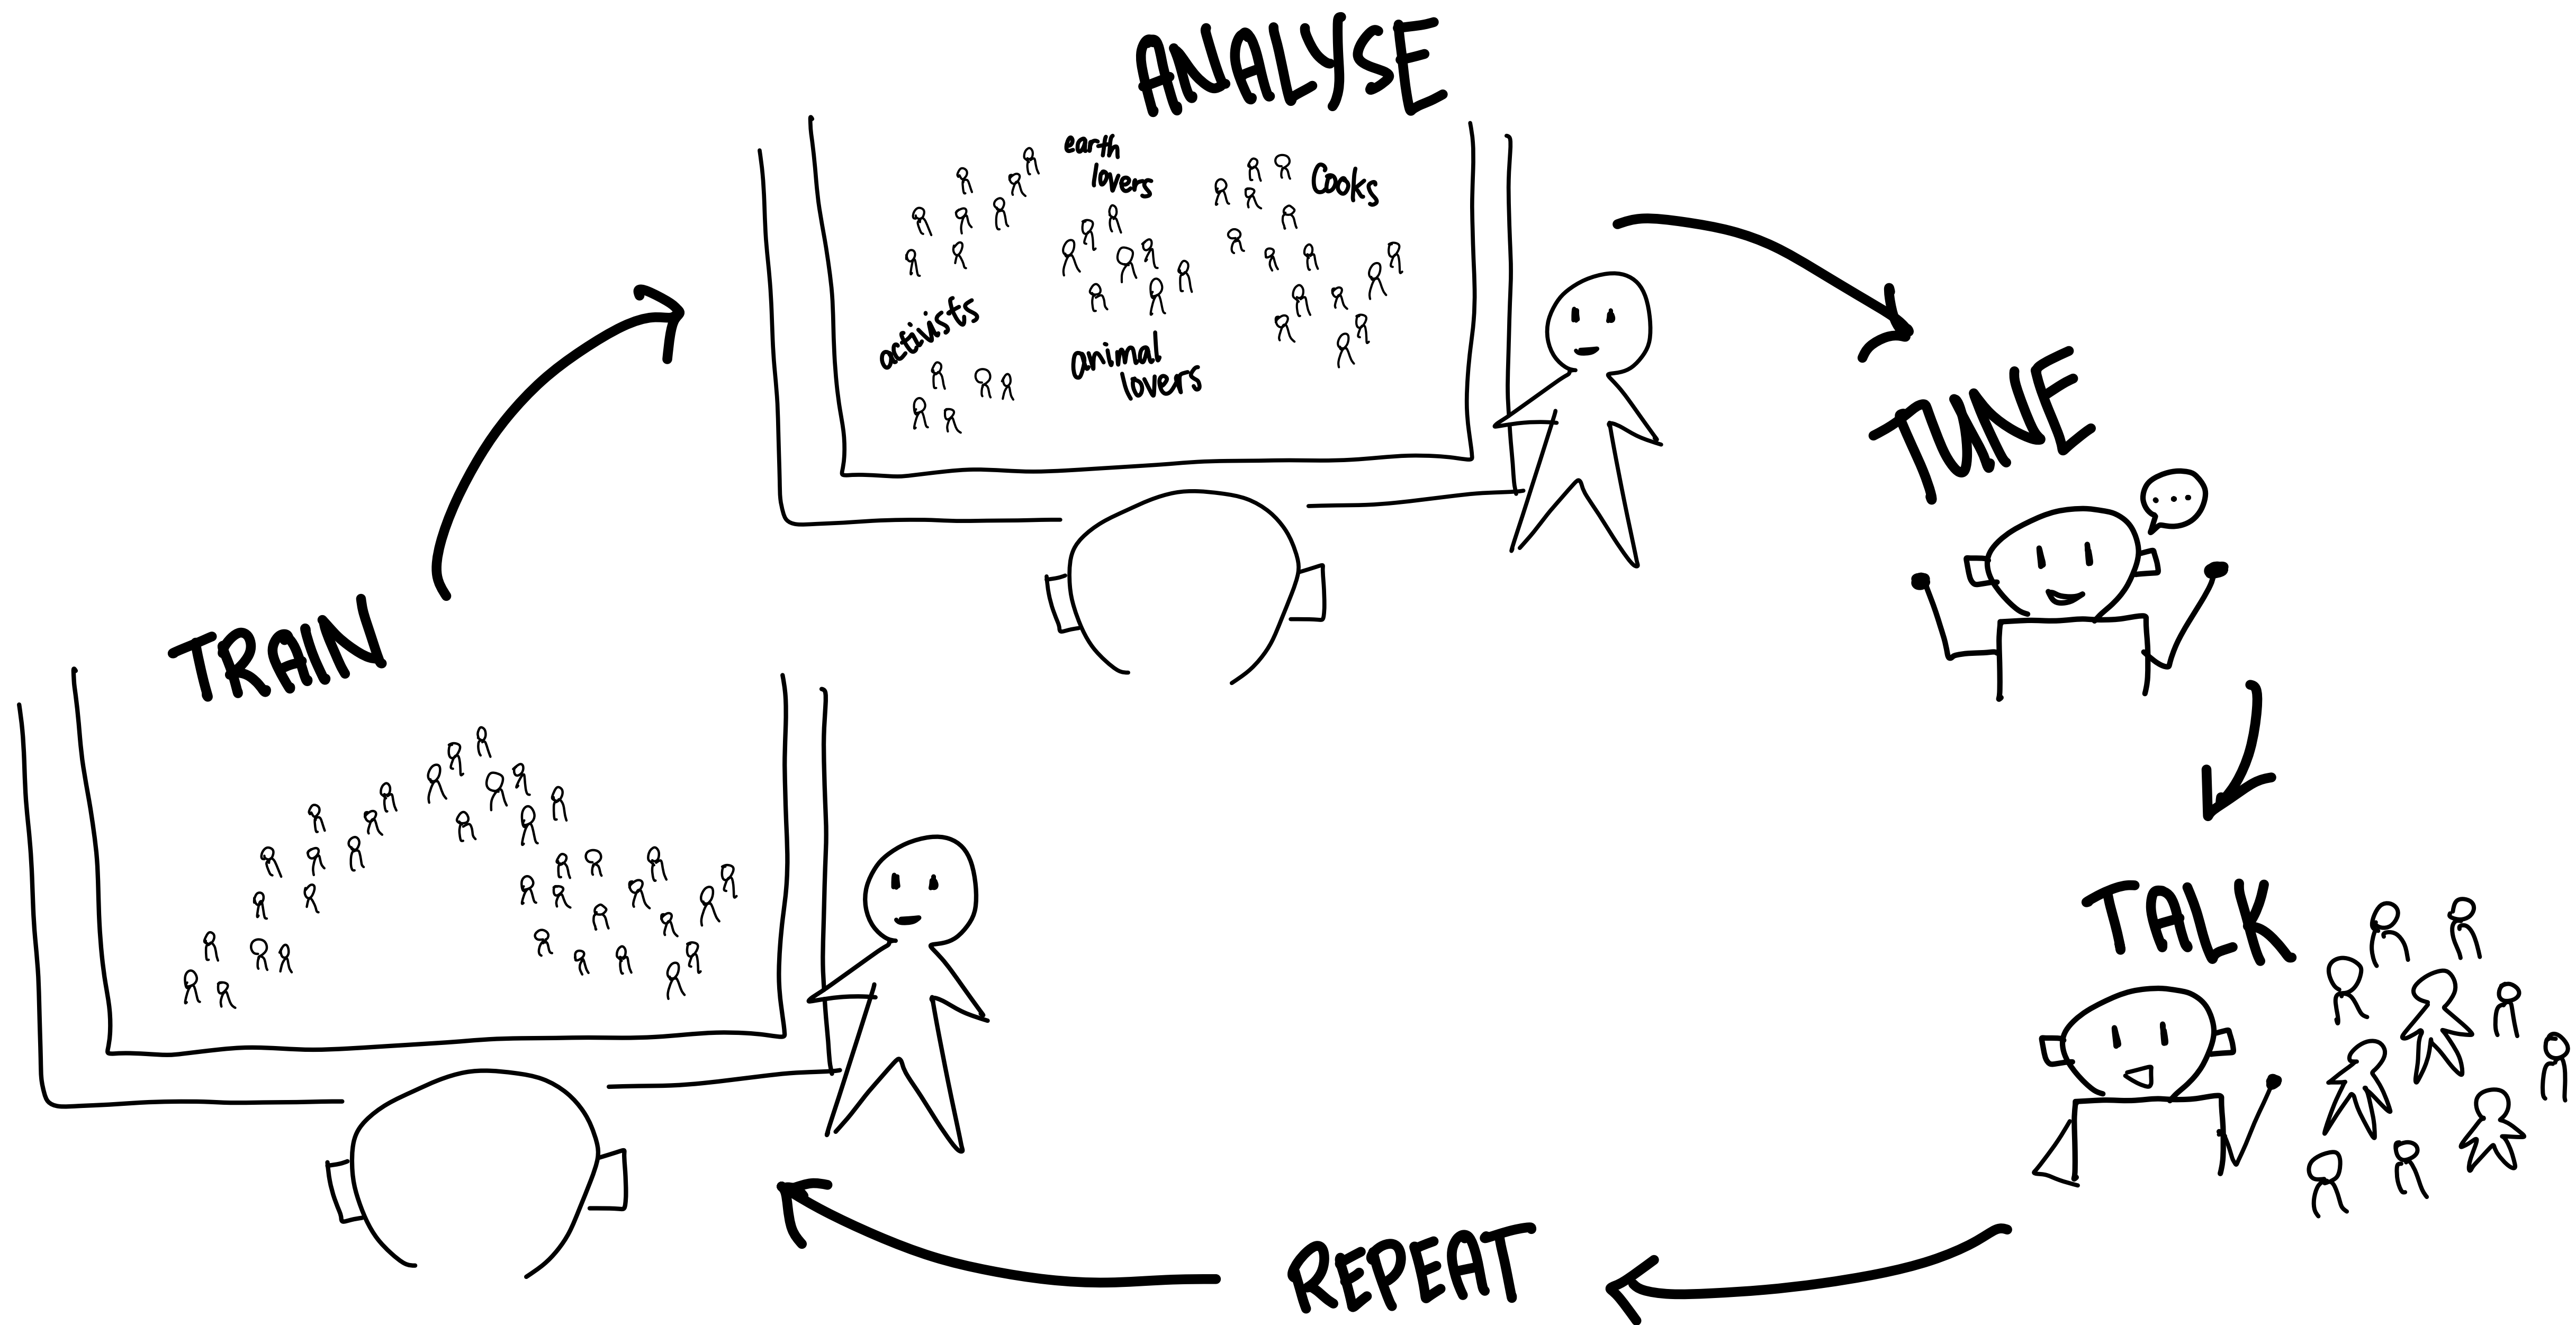 ANALYSE
earth
lovers
Cooks
activists
animal
lovers
TUNE
...
TRAIN
TALK
REPEAT